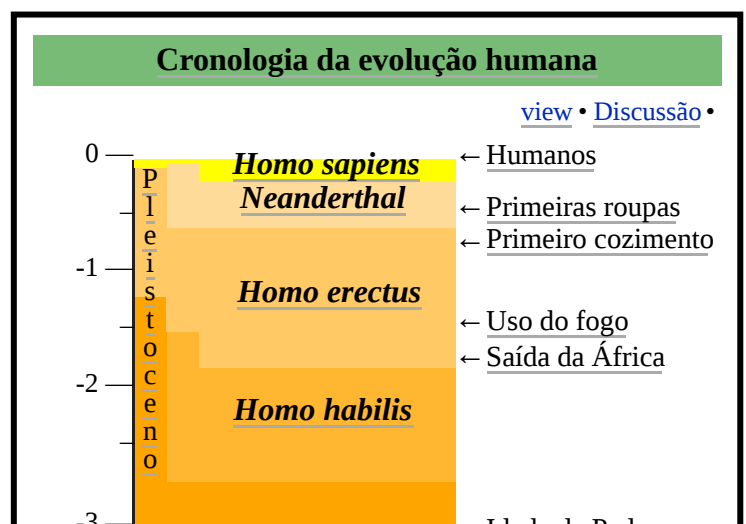 Cronologia da evolução humana
view • Discussão •
0
Homo sapiens
←Humanos
Neanderthal
←Primeiras roupas
←Primeiro cozimento
-1
Homo erectus
←Uso do fogo
←Saída da África
-2
Homo habilis
Pleistoceno
-3